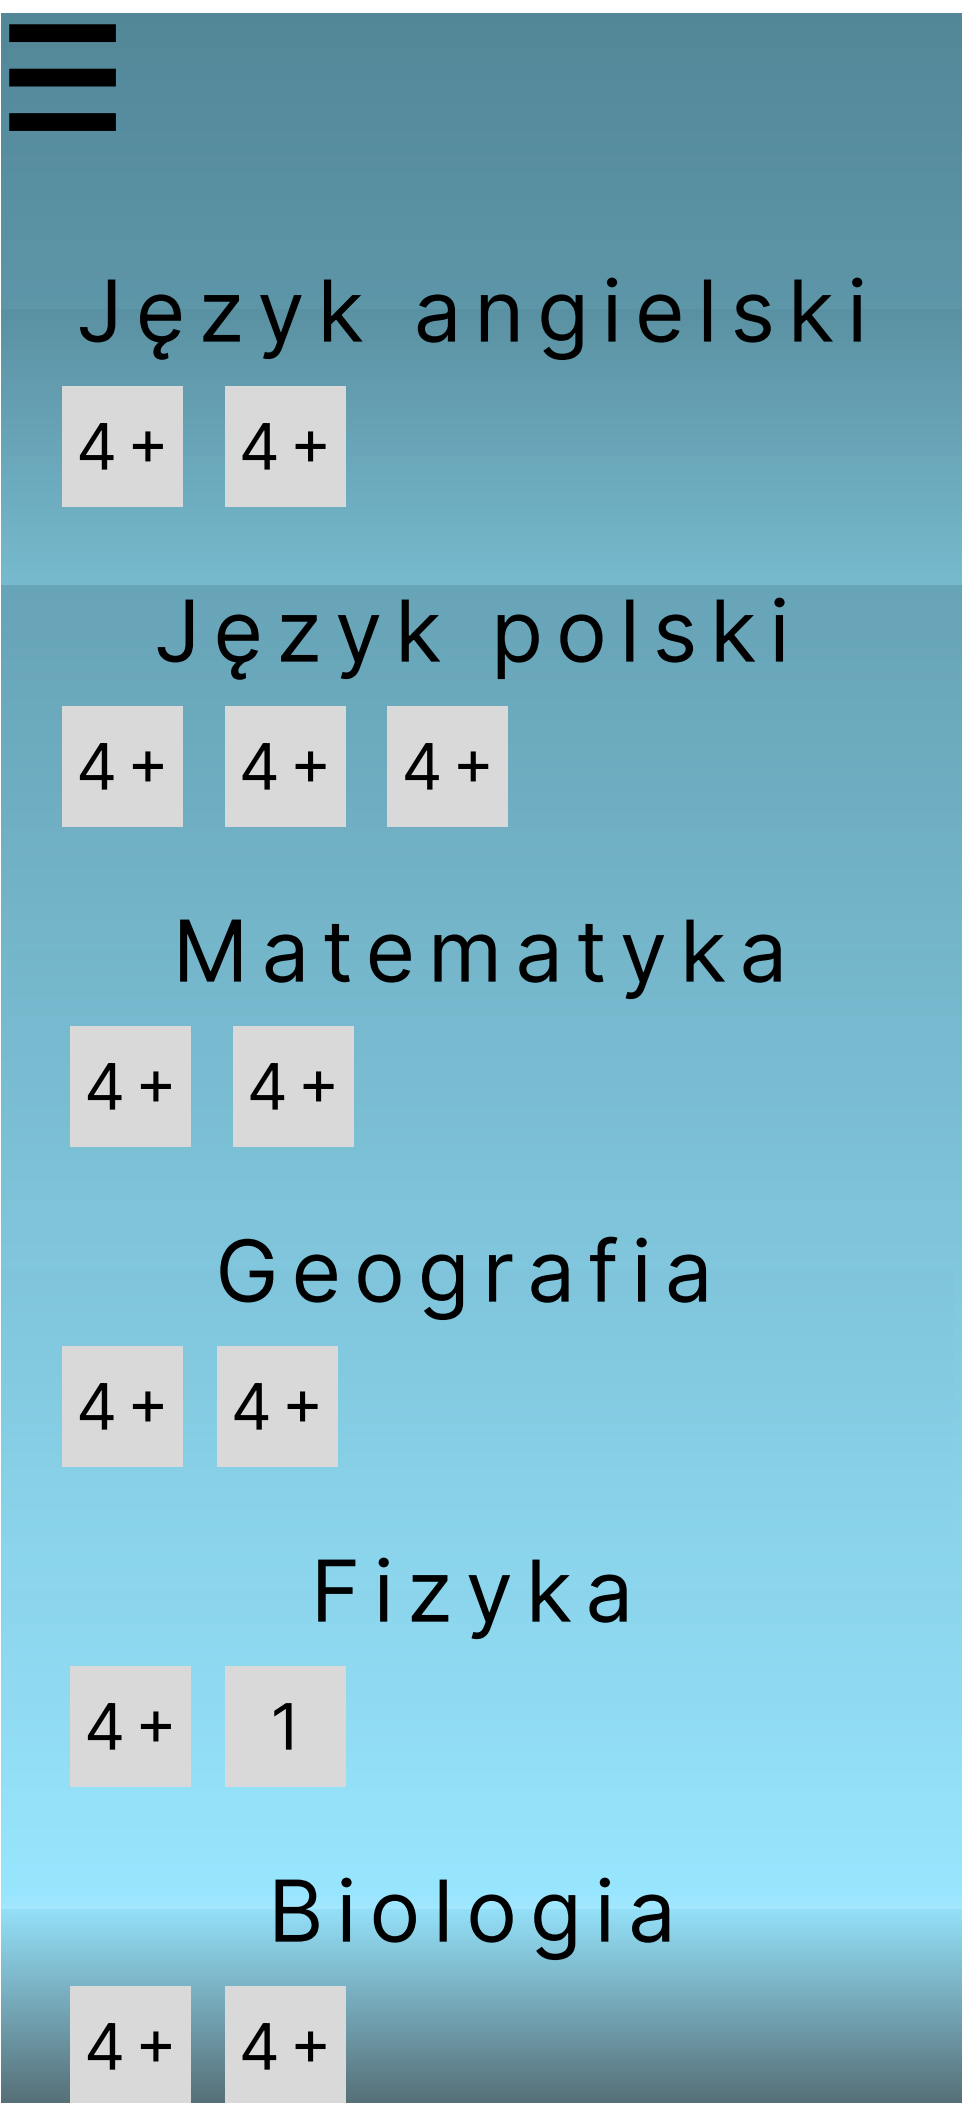 Język angielski
4+ 4+
Język polski
4+ 4+ 4+
Matematyka
4+ 4+
Geografia
4+ 4+
Fizyka
4+ 1
Biologia
4+ 4+